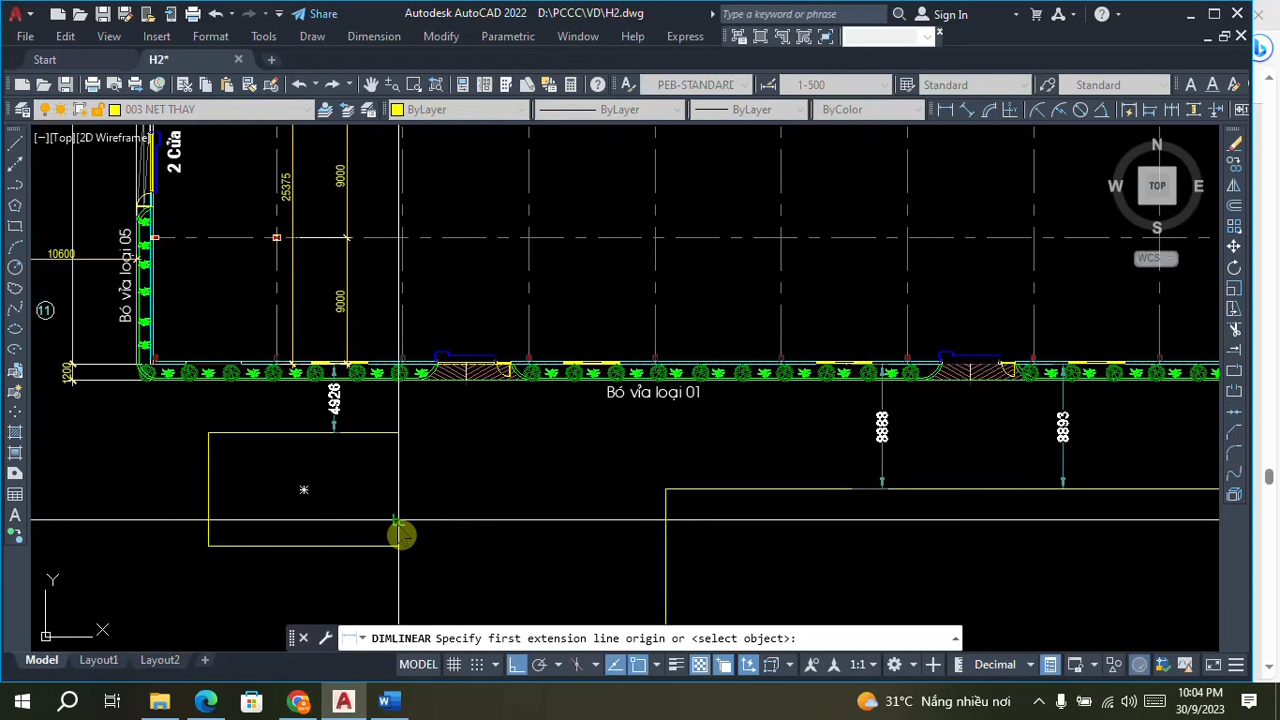 Share
Autodesk AutoCAD 2022 D:\PCCC\VD\H2.dwg
Type a keyword or phrase
Sign In
File Edit View Insert Format Tools Draw Dimension Modify Parametric Window Help Express
Start
H2*
PEB-STANDARE
1-500
Standard
Standard
003 NET THAY
ByLayer
ByLayer
ByLayer
ByColor
[−][Top][2D Wireframe]
2 Cửa
25375
9000
N
W
TOP
E
S
WCS
Bó vỉa loại 05
10600
11
9000
1200
4928
Bó vỉa loại 01
8888
8893
Y
X
DIMLINEAR Specify first extension line origin or <select object>:
Model
Layout1
Layout2
MODEL
1:1
Decimal
31°C Nắng nhiều nơi
10:04 PM
30/9/2023